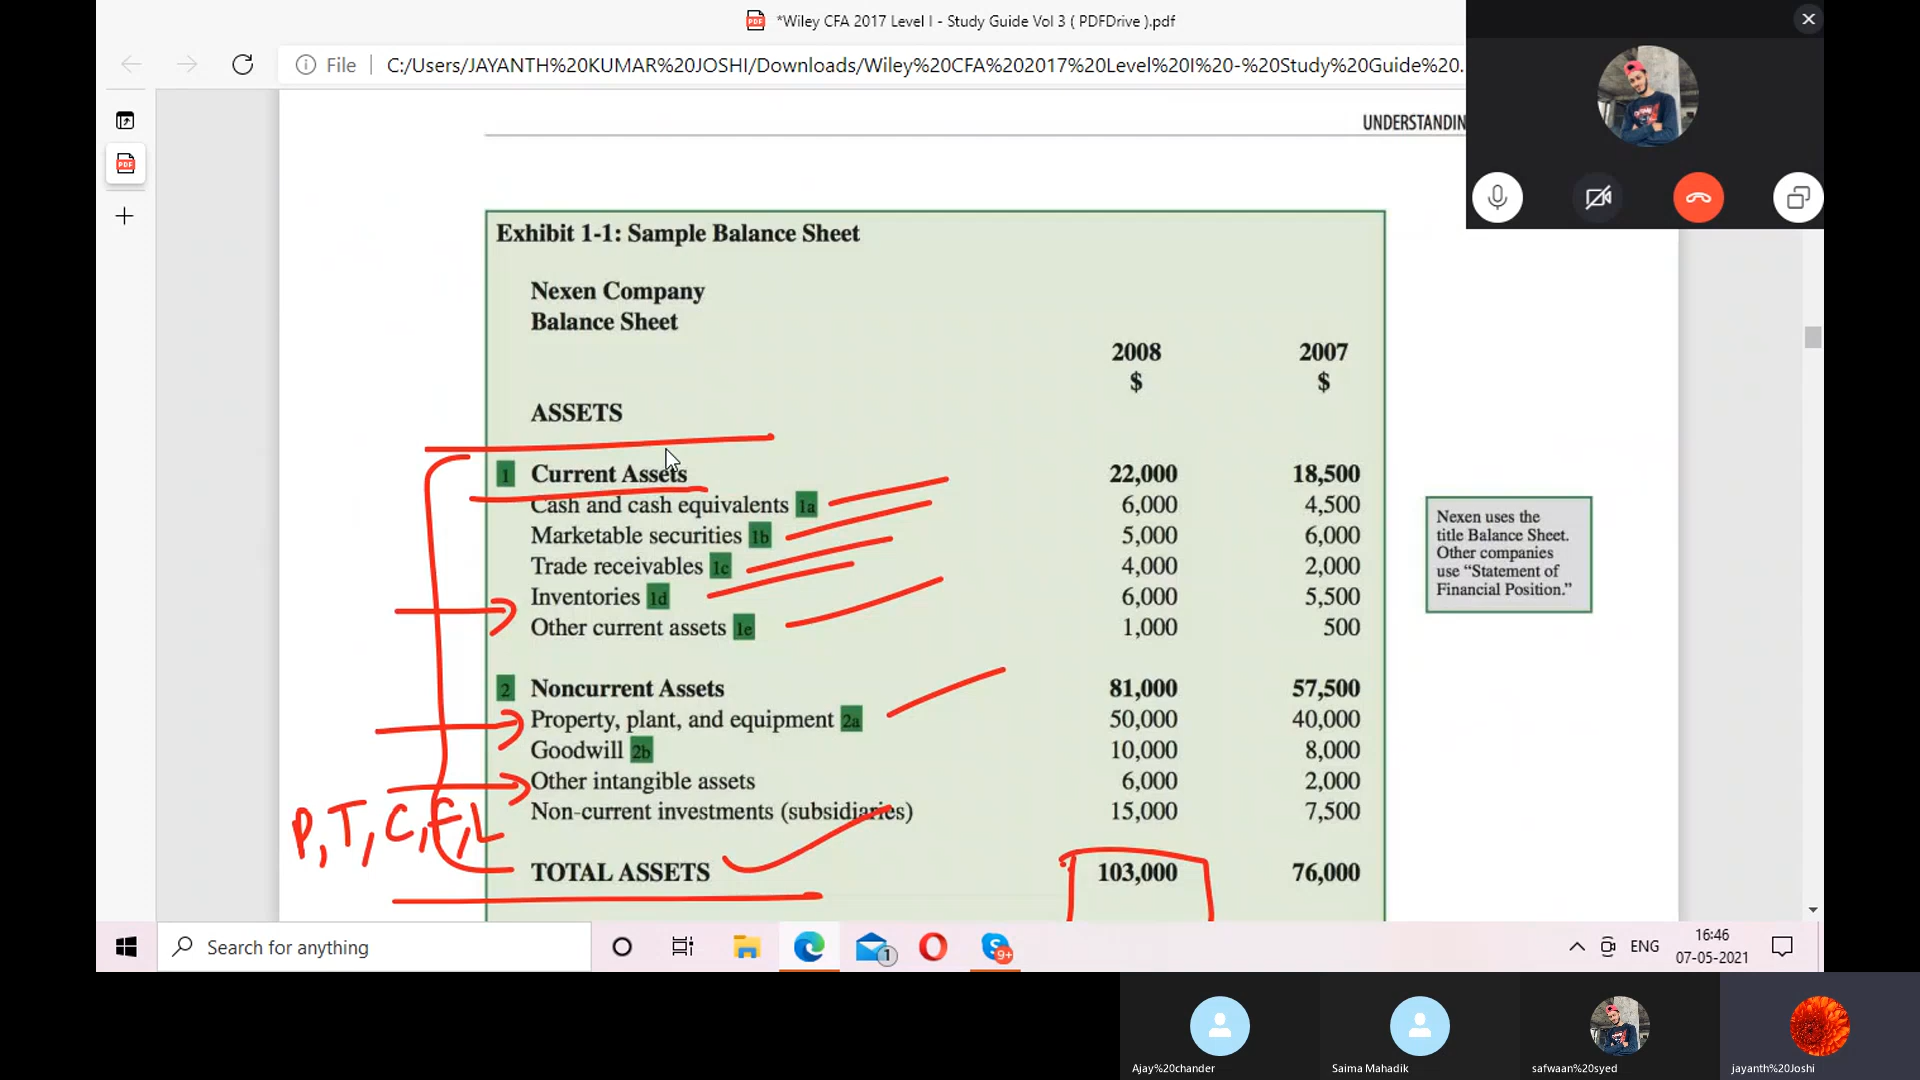 *Wiley CFA 2017 Level I - Study Guide Vol 3 ( PDFDrive ).pdf
File
C:/Users/JAYANTH%20KUMAR%20JOSHI/Downloads/Wiley%20CFA%202017%20Level%20I%20-%20Study%20Guide%20.
UNDERSTANDIN
Exhibit 1-1: Sample Balance Sheet
Nexen Company
Balance Sheet
2008 2007
$ $
ASSETS
1 Current Assets 22,000 18,500
Cash and cash equivalents 1a 6,000 4,500
Marketable securities 1b 5,000 6,000
Trade receivables 1c 4,000 2,000
Inventories 1d 6,000 5,500
Other current assets 1e 1,000 500
2 Noncurrent Assets 81,000 57,500
Property, plant, and equipment 2a 50,000 40,000
Goodwill 2b 10,000 8,000
Other intangible assets 6,000 2,000
Non-current investments (subsidiaries) 15,000 7,500
TOTAL ASSETS 103,000 76,000
P, T, C, F, L
Nexen uses the
title Balance Sheet.
Other companies
use “Statement of
Financial Position.”
Search for anything
1
9+
ENG
16:46
07-05-2021
Ajay%20chander
Saima Mahadik
safwaan%20syed
jayanth%20Joshi